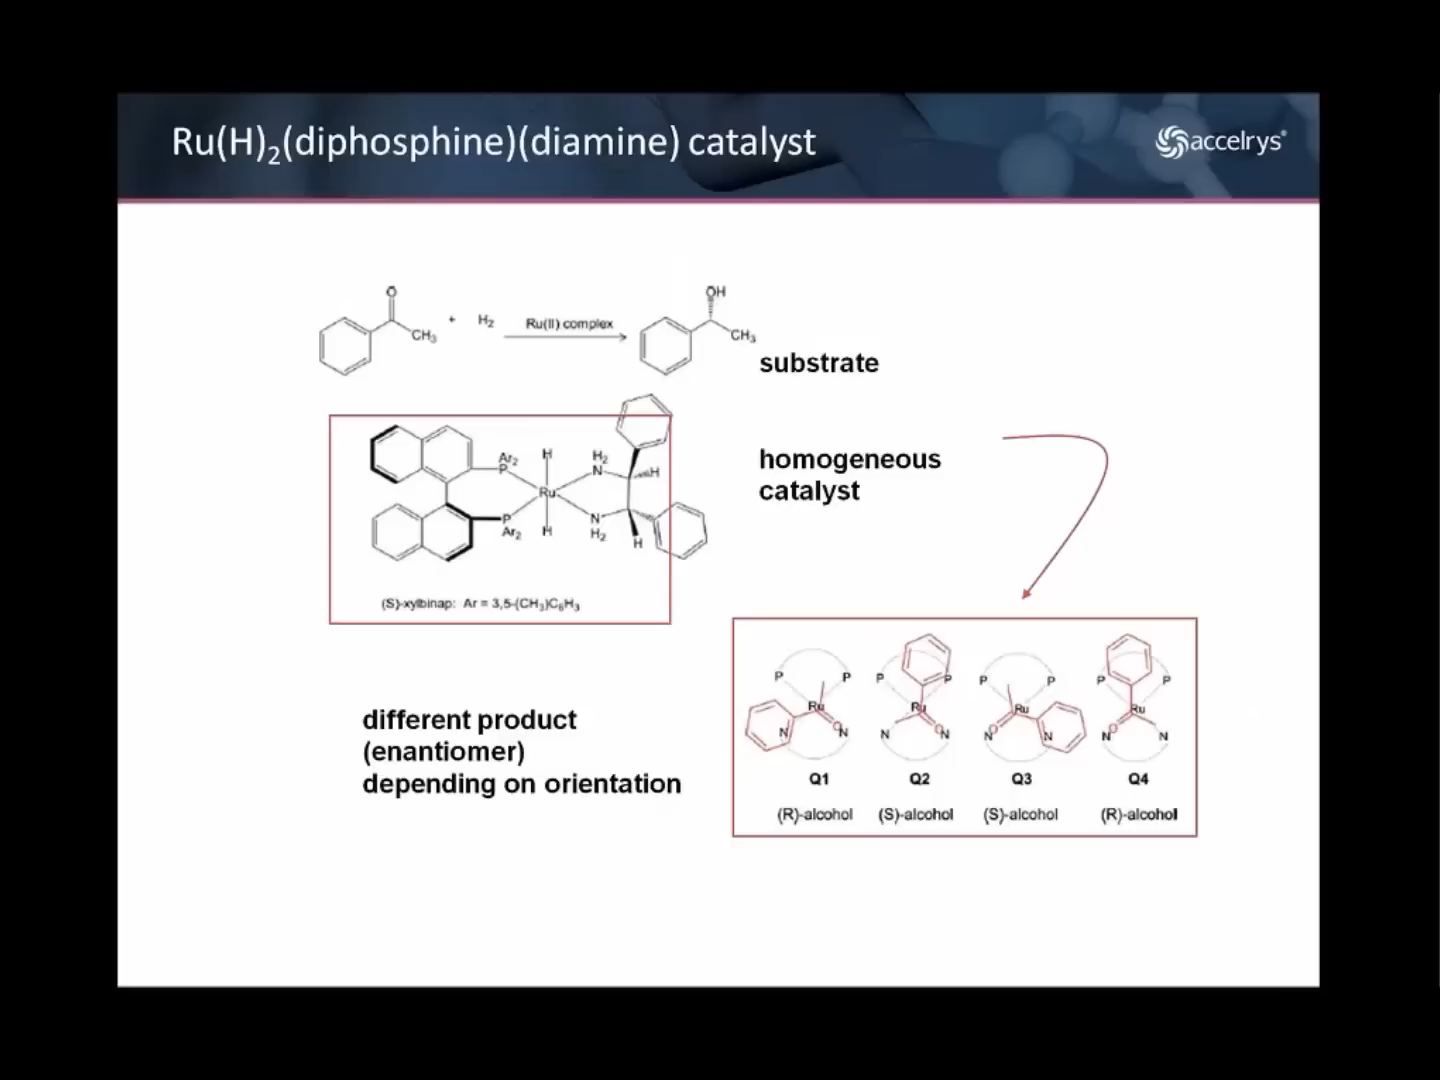 Ru(H)₂(diphosphine)(diamine) catalyst
accelrys®
O
CH₃
+ H₂
Ru(II) complex
OH
CH₃
substrate
Ar₂
P
H
Ru
H₂
N
H
P
Ar₂
H
N
H₂
H
(S)-xylbinap: Ar = 3,5-(CH₃)C₆H₃
homogeneous
catalyst
different product
(enantiomer)
depending on orientation
P P P P P P P P
Ru Ru Ru Ru
N O N N O N N O N N O N
Q1 Q2 Q3 Q4
(R)-alcohol (S)-alcohol (S)-alcohol (R)-alcohol